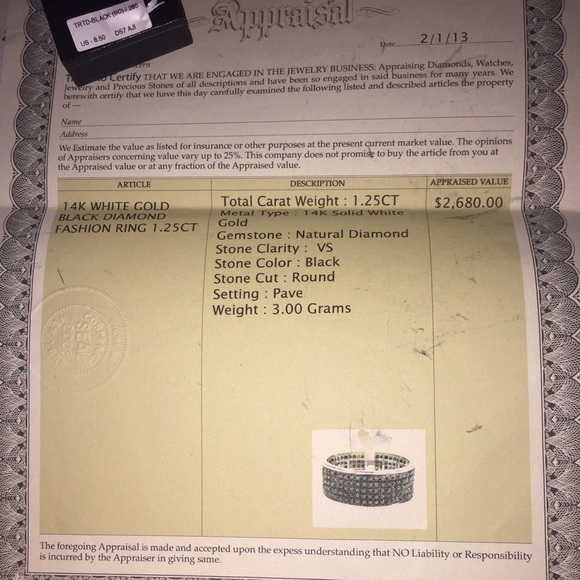 TRTD-BLACK (BG) / 285
US - 8.50 D57 AJI
Appraisal
Date 2/1/13
Certify THAT WE ARE ENGAGED IN THE JEWELRY BUSINESS: Appraising Diamonds, Watches,
Jewelry and Precious Stones of all descriptions and have been so engaged in said business for many years. We
herewith certify that we have this day carefully examined the following listed and described articles the property
of —
Name
Address
We Estimate the value as listed for insurance or other purposes at the present current market value. The opinions
of Appraisers concerning value vary up to 25%. This company does not promise to buy the article from you at
the Appraised value or at any fraction of the Appraised value.
ARTICLE DESCRIPTION APPRAISED VALUE
14K WHITE GOLD Total Carat Weight : 1.25CT $2,680.00
BLACK DIAMOND Metal Type : 14K Solid White
FASHION RING 1.25CT Gold
Gemstone : Natural Diamond
Stone Clarity : VS
Stone Color : Black
Stone Cut : Round
Setting : Pave
Weight : 3.00 Grams
The foregoing Appraisal is made and accepted upon the expess understanding that NO Liability or Responsibility
is incurred by the Appraiser in giving same.